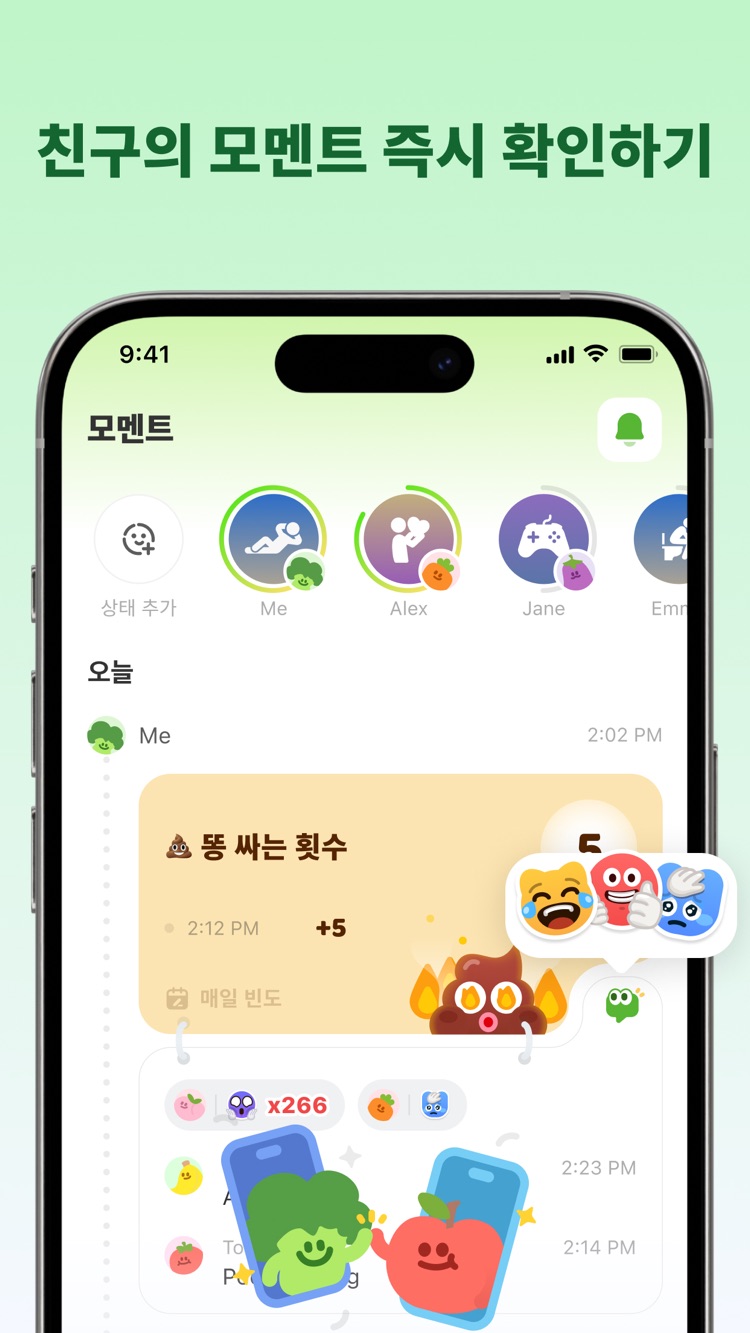 친구의 모멘트 즉시 확인하기
9:41
모멘트
상태 추가
Me
Alex
Jane
오늘
Me
2:02 PM
💩 똥 싸는 횟수
5
2:12 PM
+5
매일 빈도
x266
2:23 PM
2:14 PM